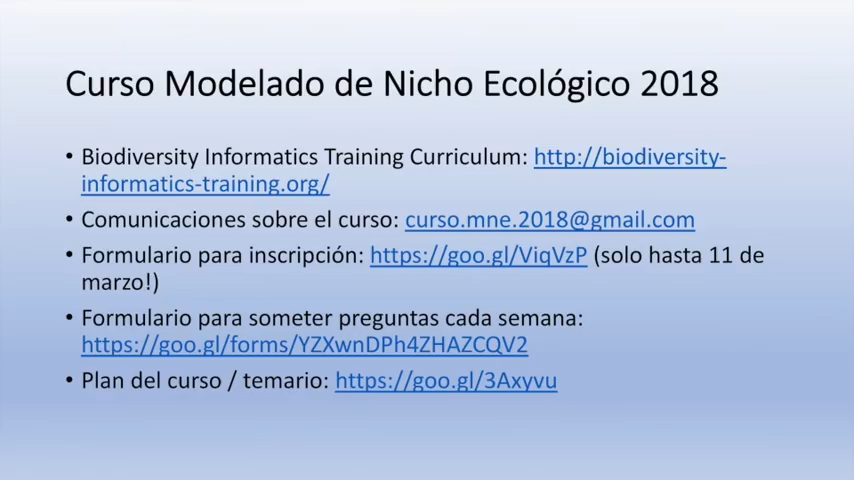 Curso Modelado de Nicho Ecológico 2018
• Biodiversity Informatics Training Curriculum: http://biodiversity-
informatics-training.org/
• Comunicaciones sobre el curso: curso.mne.2018@gmail.com
• Formulario para inscripción: https://goo.gl/ViqVzP (solo hasta 11 de
marzo!)
• Formulario para someter preguntas cada semana:
https://goo.gl/forms/YZXwnDPh4ZHAZCQV2
• Plan del curso / temario: https://goo.gl/3Axyvu